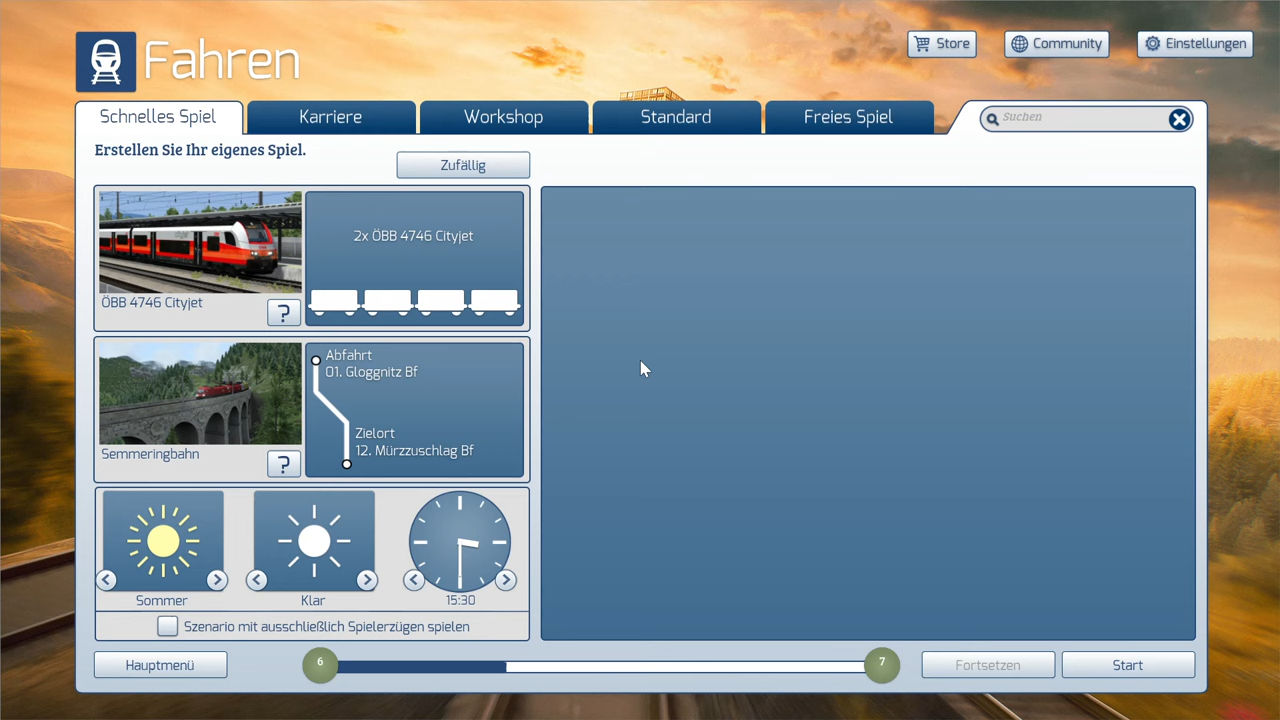 Fahren
Store
Community
Einstellungen
Schnelles Spiel
Karriere
Workshop
Standard
Freies Spiel
Suchen
Erstellen Sie Ihr eigenes Spiel.
Zufällig
2x ÖBB 4746 Cityjet
ÖBB 4746 Cityjet
?
Abfahrt
01. Gloggnitz Bf
Zielort
12. Mürzzuschlag Bf
Semmeringbahn
?
Sommer
Klar
15:30
Szenario mit ausschließlich Spielerzügen spielen
Hauptmenü
6
7
Fortsetzen
Start